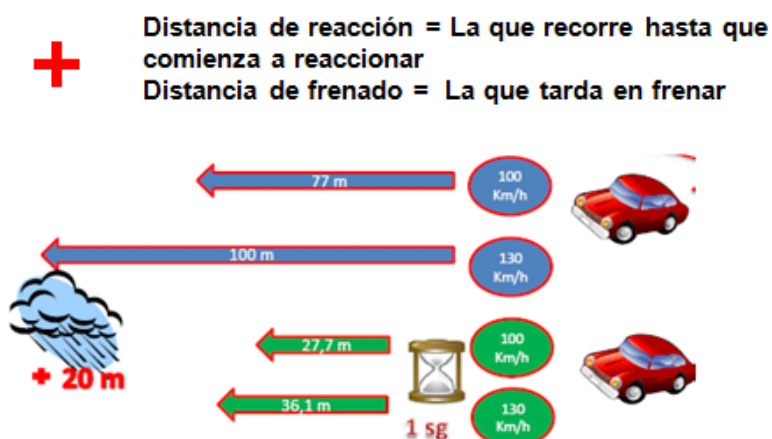 Distancia de reacción = La que recorre hasta que
comienza a reaccionar
Distancia de frenado = La que tarda en frenar
77 m
100
Km/h
100 m
130
Km/h
+ 20 m
27,7 m
100
Km/h
36,1 m
1 sg
130
Km/h